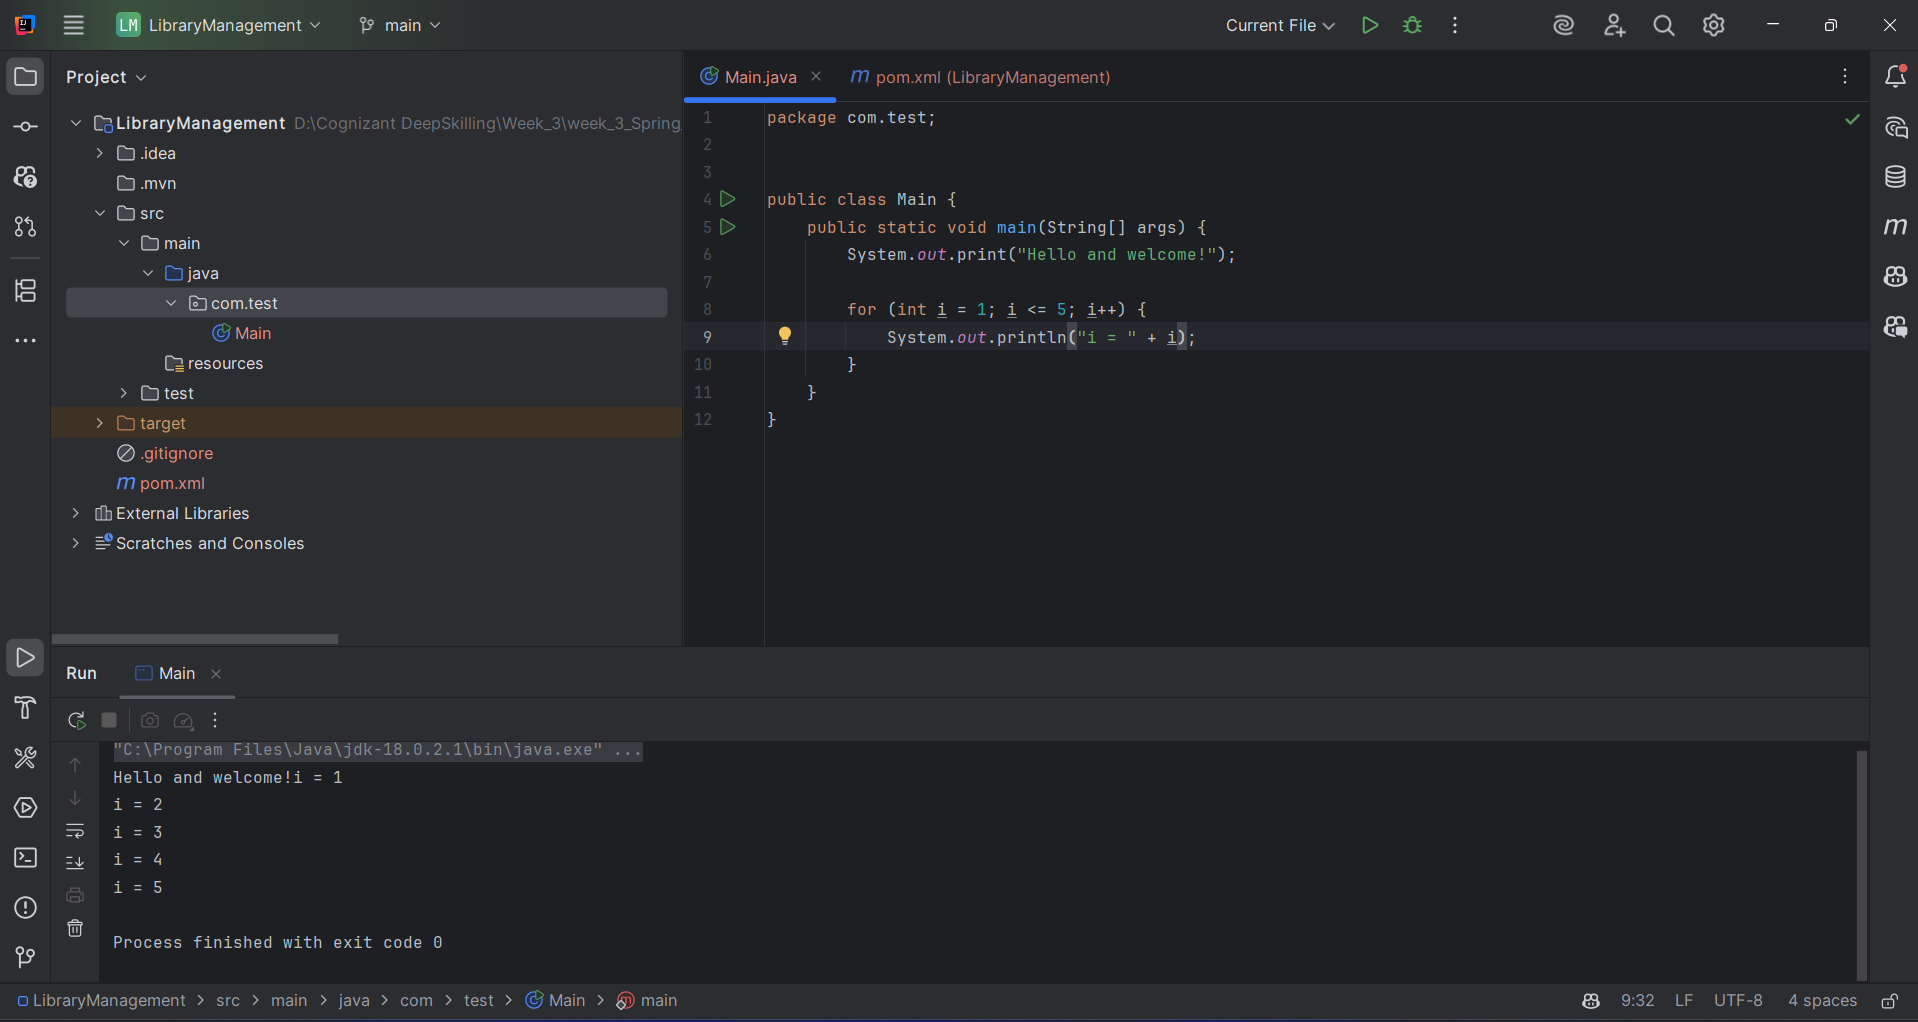 LM LibraryManagement main Current File
Project
Main.java m pom.xml (LibraryManagement)
LibraryManagement D:\Cognizant DeepSkilling\Week_3\week_3_Spring
.idea
.mvn
src
main
java
com.test
Main
resources
test
target
.gitignore
m pom.xml
External Libraries
Scratches and Consoles
1 package com.test;
2
3
4 public class Main {
5     public static void main(String[] args) {
6         System.out.print("Hello and welcome!");
7
8         for (int i = 1; i <= 5; i++) {
9             System.out.println("i = " + i);
10         }
11     }
12 }
m
Run Main
"C:\Program Files\Java\jdk-18.0.2.1\bin\java.exe" ...
Hello and welcome!i = 1
i = 2
i = 3
i = 4
i = 5
Process finished with exit code 0
LibraryManagement > src > main > java > com > test > Main > m main 9:32 LF UTF-8 4 spaces